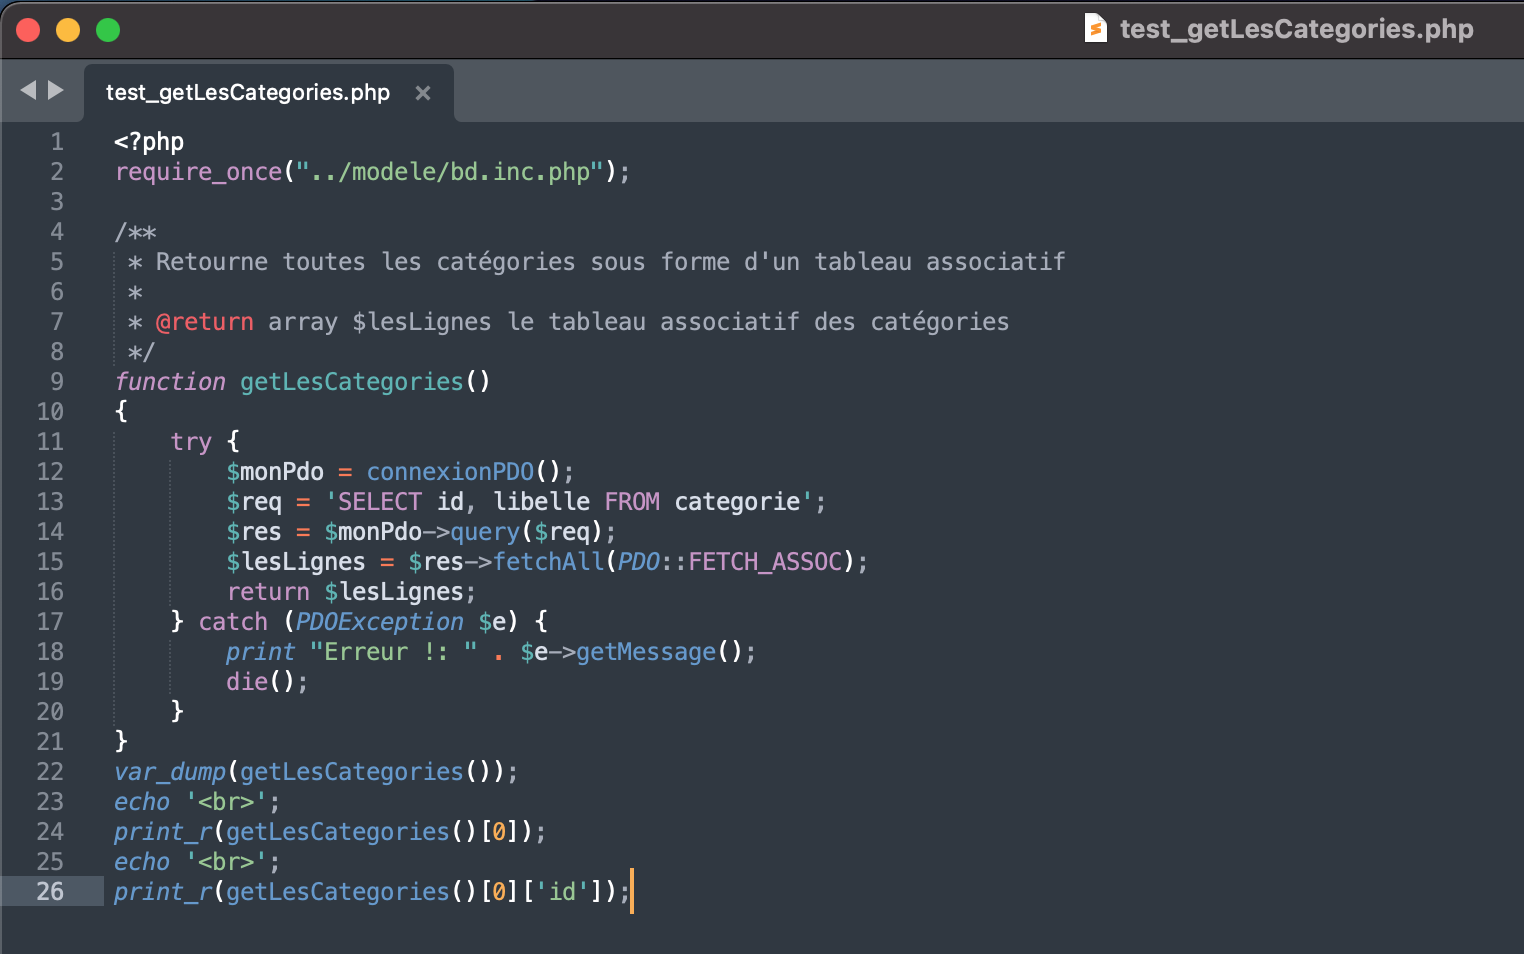 test_getLesCategories.php
test_getLesCategories.php ×
1 <?php
2 require_once("../modele/bd.inc.php");
3
4 /**
5  * Retourne toutes les catégories sous forme d'un tableau associatif
6  *
7  * @return array $lesLignes le tableau associatif des catégories
8  */
9 function getLesCategories()
10 {
11     try {
12         $monPdo = connexionPDO();
13         $req = 'SELECT id, libelle FROM categorie';
14         $res = $monPdo->query($req);
15         $lesLignes = $res->fetchAll(PDO::FETCH_ASSOC);
16         return $lesLignes;
17     } catch (PDOException $e) {
18         print "Erreur !: " . $e->getMessage();
19         die();
20     }
21 }
22 var_dump(getLesCategories());
23 echo '<br>';
24 print_r(getLesCategories()[0]);
25 echo '<br>';
26 print_r(getLesCategories()[0]['id']);